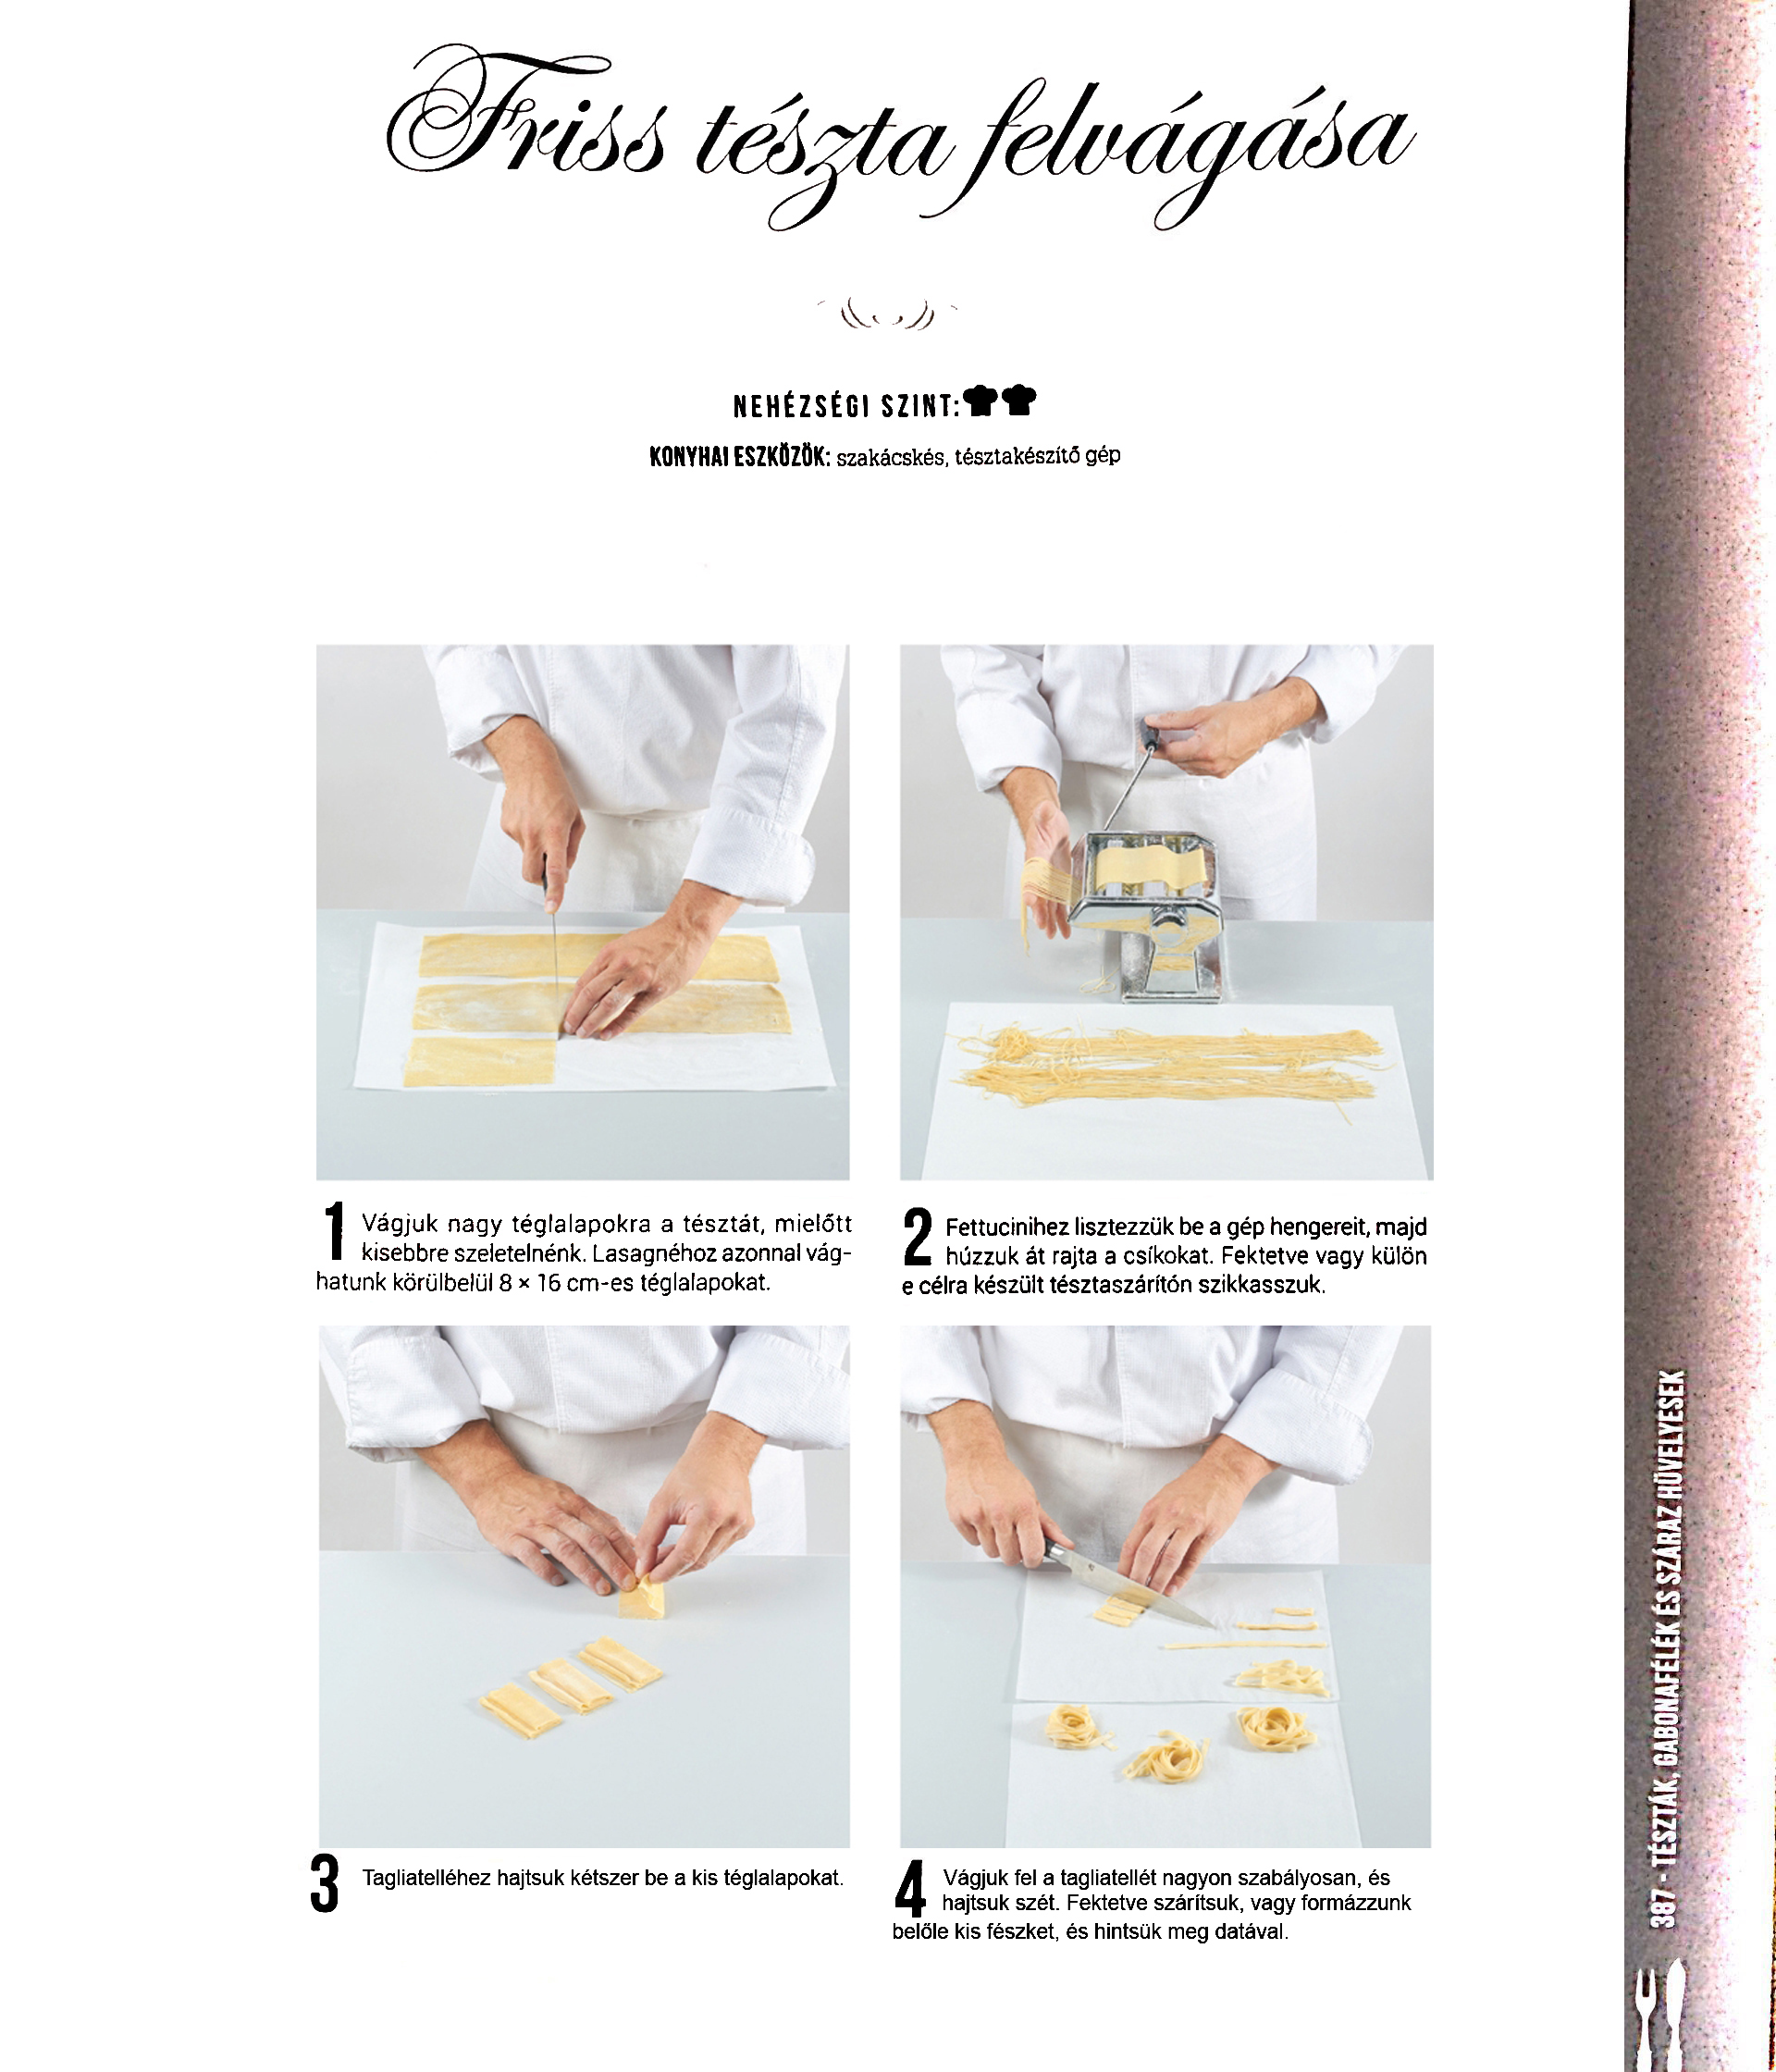 Friss tészta felvágása
NEHÉZSÉGI SZINT:
KONYHAI ESZKÖZÖK: szakácskés, tésztakészítő gép
1 Vágjuk nagy téglalapokra a tésztát, mielőtt
kisebbre szeletelnénk. Lasagnéhoz azonnal vág-
hatunk körülbelül 8 × 16 cm-es téglalapokat.
2 Fettucinihez lisztezzük be a gép hengereit, majd
húzzuk át rajta a csíkokat. Fektetve vagy külön
e célra készült tésztaszárítón szikkasszuk.
3 Tagliatelléhez hajtsuk kétszer be a kis téglalapokat.
4 Vágjuk fel a tagliatellét nagyon szabályosan, és
hajtsuk szét. Fektetve szárítsuk, vagy formázzunk
belőle kis fészket, és hintsük meg datával.
387 - TÉSZTÁK, GABONAFÉLÉK ÉS SZÁRAZ HÜVELYESEK